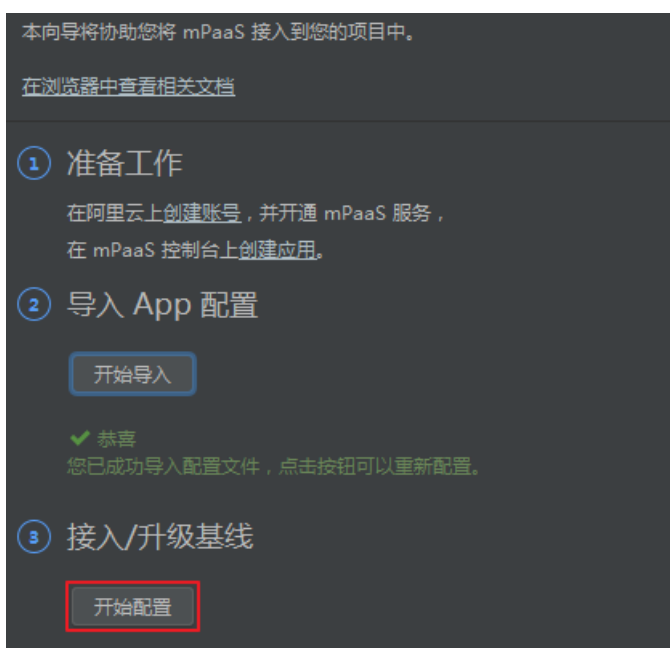 本向导将协助您将 mPaaS 接入到您的项目中。
在浏览器中查看相关文档
1 准备工作
在阿里云上创建账号，并开通 mPaaS 服务，
在 mPaaS 控制台上创建应用。
2 导入 App 配置
开始导入
✔ 恭喜
您已成功导入配置文件，点击按钮可以重新配置。
3 接入/升级基线
开始配置